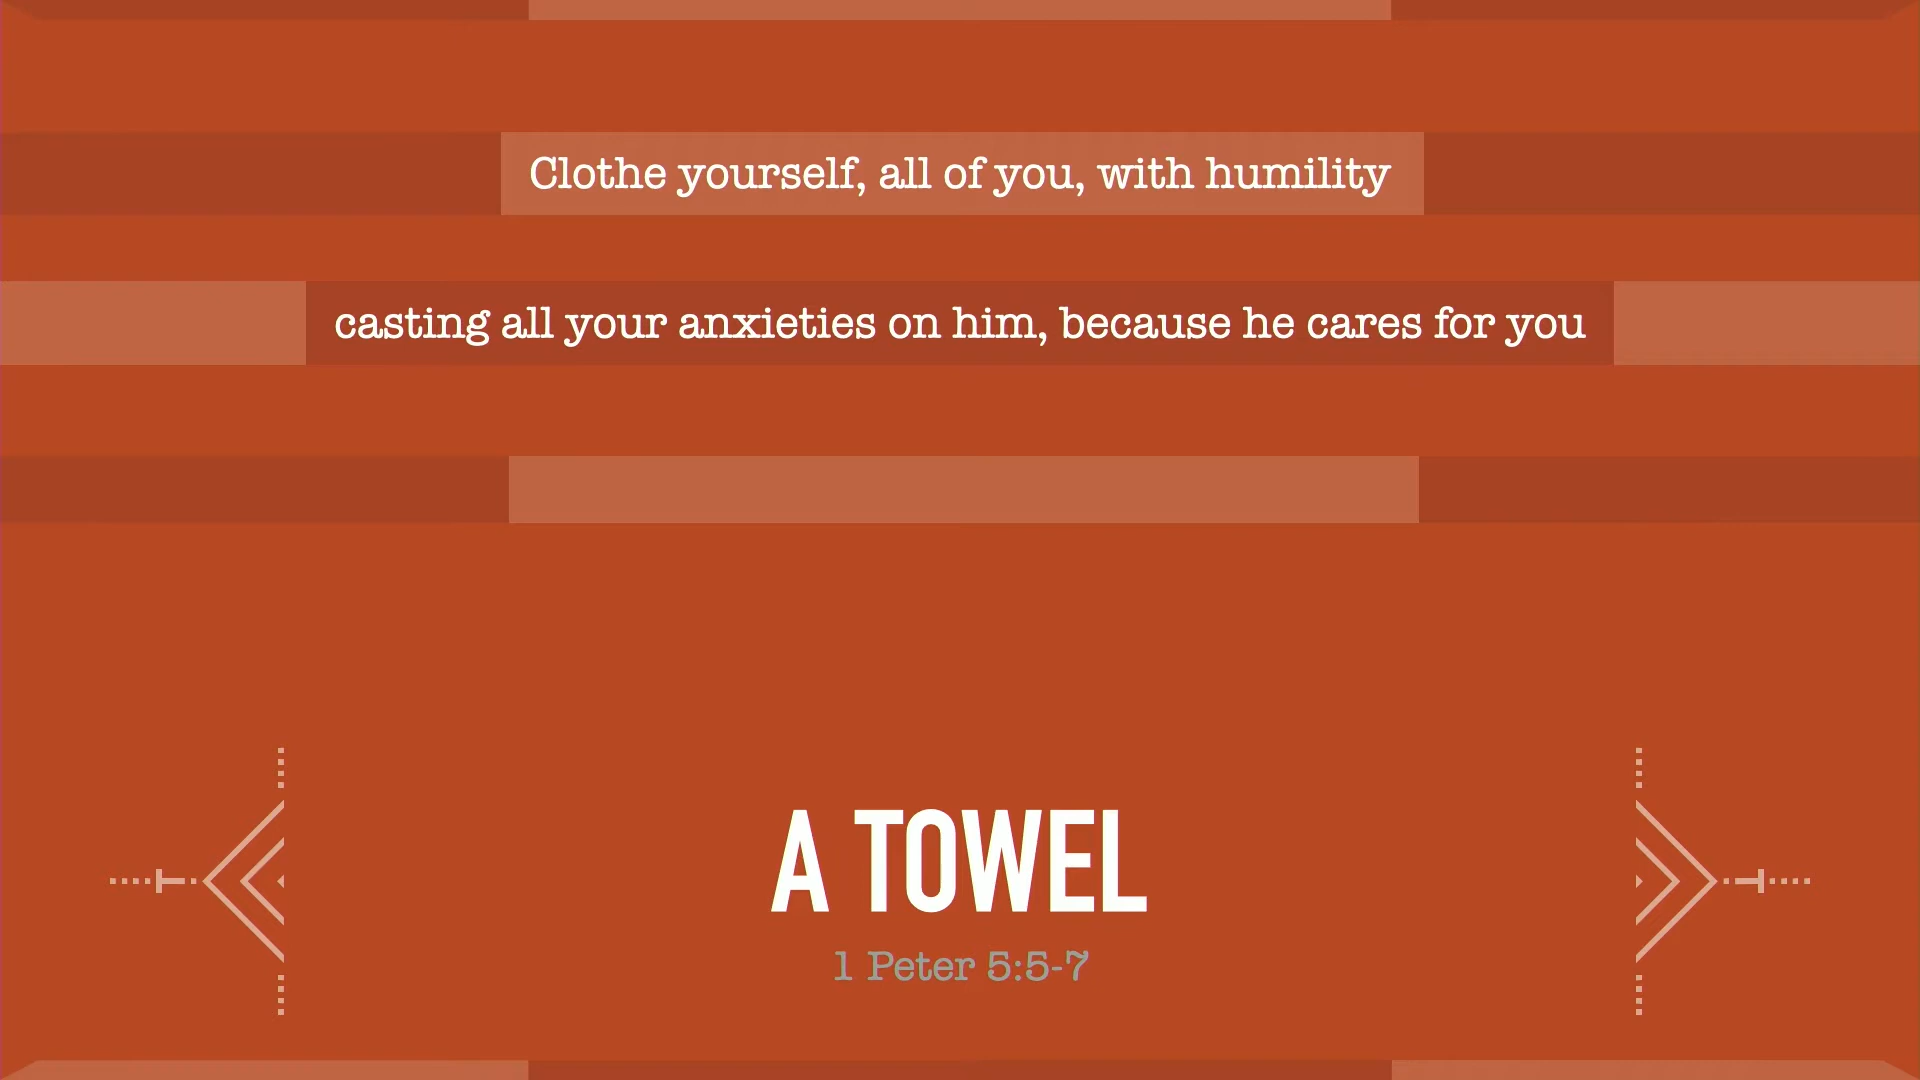 Clothe yourself, all of you, with humility
casting all your anxieties on him, because he cares for you
A TOWEL
1 Peter 5:5-7